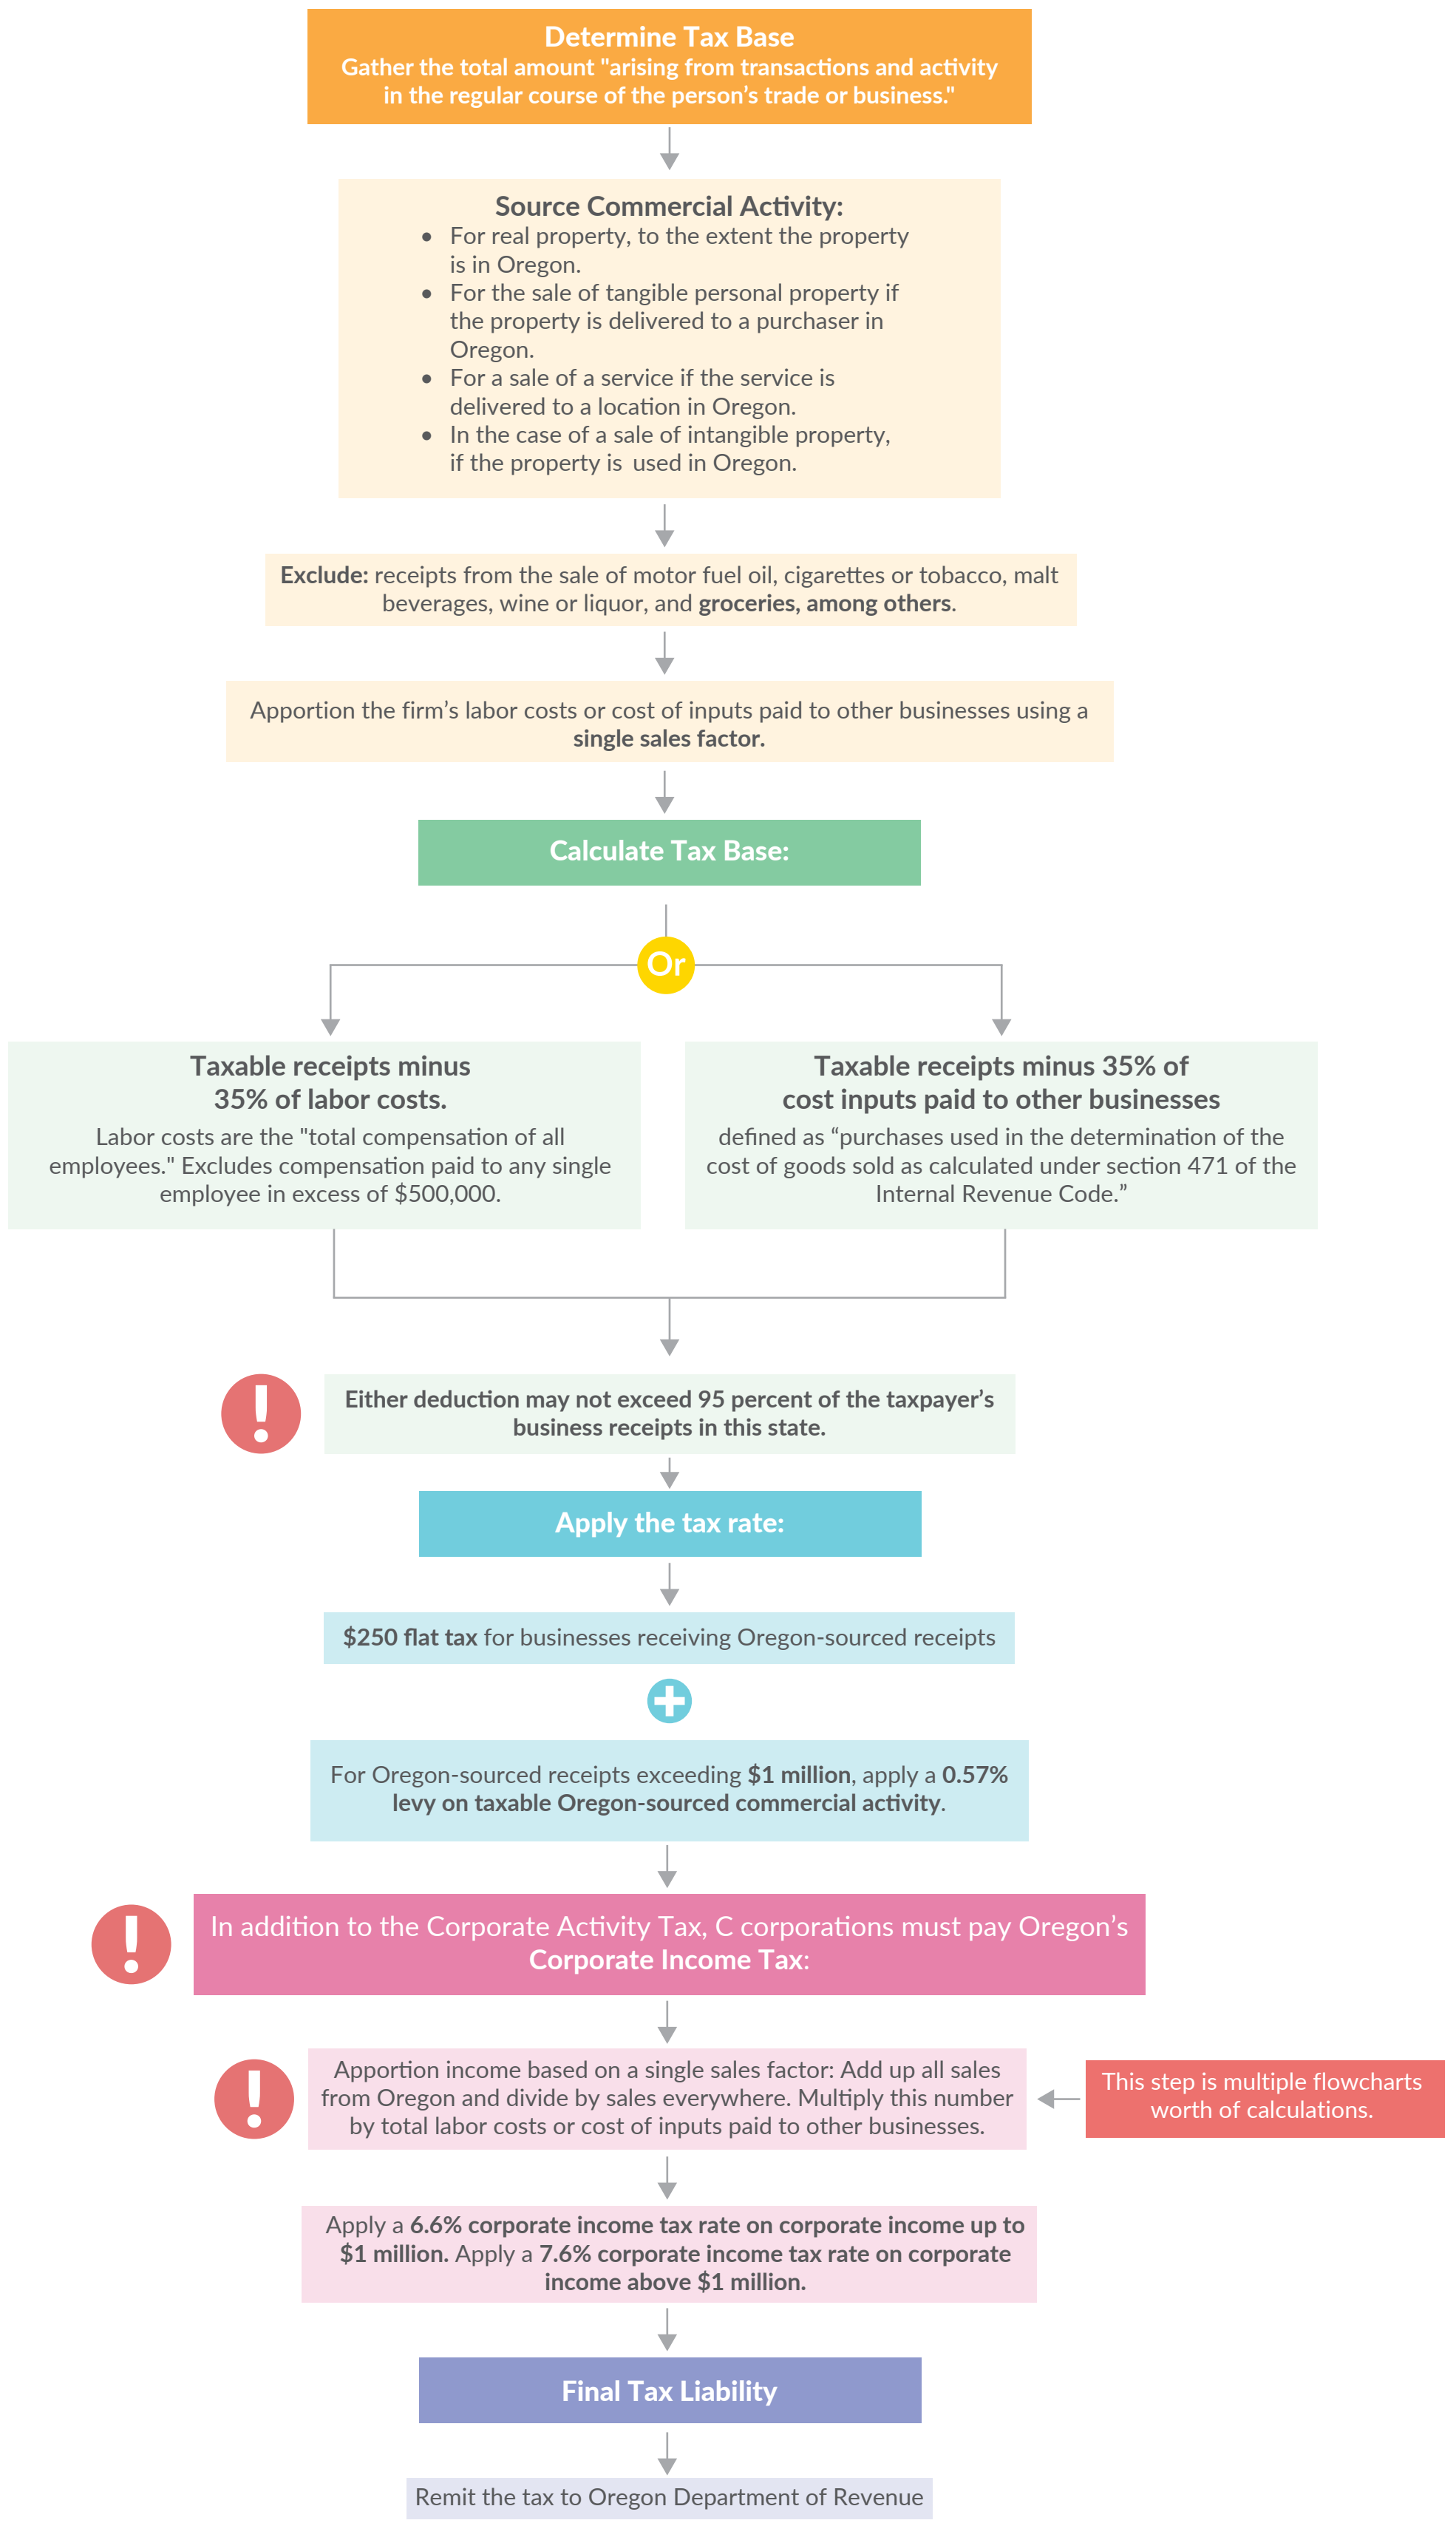 Determine Tax Base
Gather the total amount "arising from transactions and activity
in the regular course of the person’s trade or business."
Source Commercial Activity:
• For real property, to the extent the property
is in Oregon.
• For the sale of tangible personal property if
the property is delivered to a purchaser in
Oregon.
• For a sale of a service if the service is
delivered to a location in Oregon.
• In the case of a sale of intangible property,
if the property is used in Oregon.
Exclude: receipts from the sale of motor fuel oil, cigarettes or tobacco, malt
beverages, wine or liquor, and groceries, among others.
Apportion the firm’s labor costs or cost of inputs paid to other businesses using a
single sales factor.
Calculate Tax Base:
Or
Taxable receipts minus
35% of labor costs.
Labor costs are the "total compensation of all
employees." Excludes compensation paid to any single
employee in excess of $500,000.
Taxable receipts minus 35% of
cost inputs paid to other businesses
defined as “purchases used in the determination of the
cost of goods sold as calculated under section 471 of the
Internal Revenue Code.”
!
Either deduction may not exceed 95 percent of the taxpayer’s
business receipts in this state.
Apply the tax rate:
$250 flat tax for businesses receiving Oregon-sourced receipts
+
For Oregon-sourced receipts exceeding $1 million, apply a 0.57%
levy on taxable Oregon-sourced commercial activity.
!
In addition to the Corporate Activity Tax, C corporations must pay Oregon’s
Corporate Income Tax:
!
Apportion income based on a single sales factor: Add up all sales
from Oregon and divide by sales everywhere. Multiply this number
by total labor costs or cost of inputs paid to other businesses.
This step is multiple flowcharts
worth of calculations.
Apply a 6.6% corporate income tax rate on corporate income up to
$1 million. Apply a 7.6% corporate income tax rate on corporate
income above $1 million.
Final Tax Liability
Remit the tax to Oregon Department of Revenue